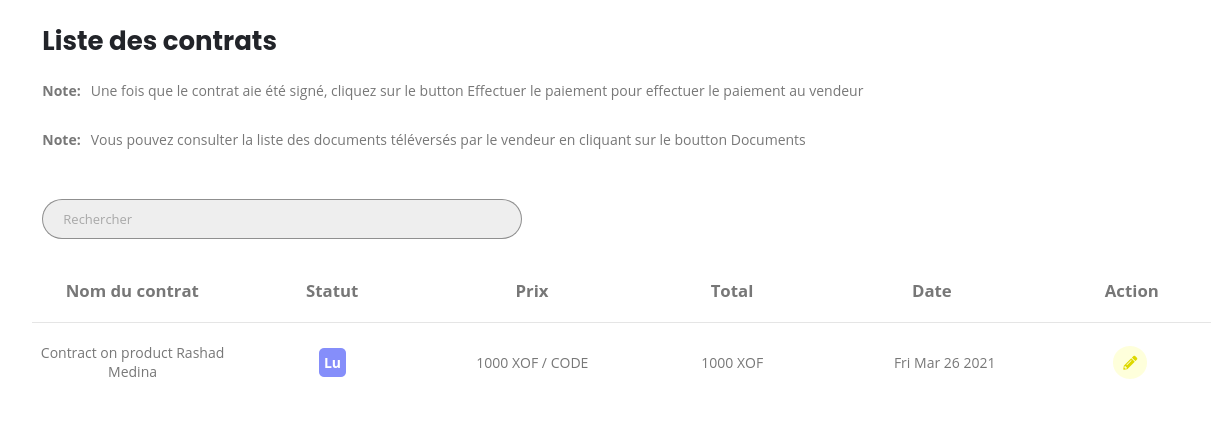 Liste des contrats
Note: Une fois que le contrat aie été signé, cliquez sur le button Effectuer le paiement pour effectuer le paiement au vendeur
Note: Vous pouvez consulter la liste des documents téléversés par le vendeur en cliquant sur le boutton Documents
Rechercher
Nom du contrat Statut Prix Total Date Action
Contract on product Rashad
Medina
Lu
1000 XOF / CODE
1000 XOF
Fri Mar 26 2021